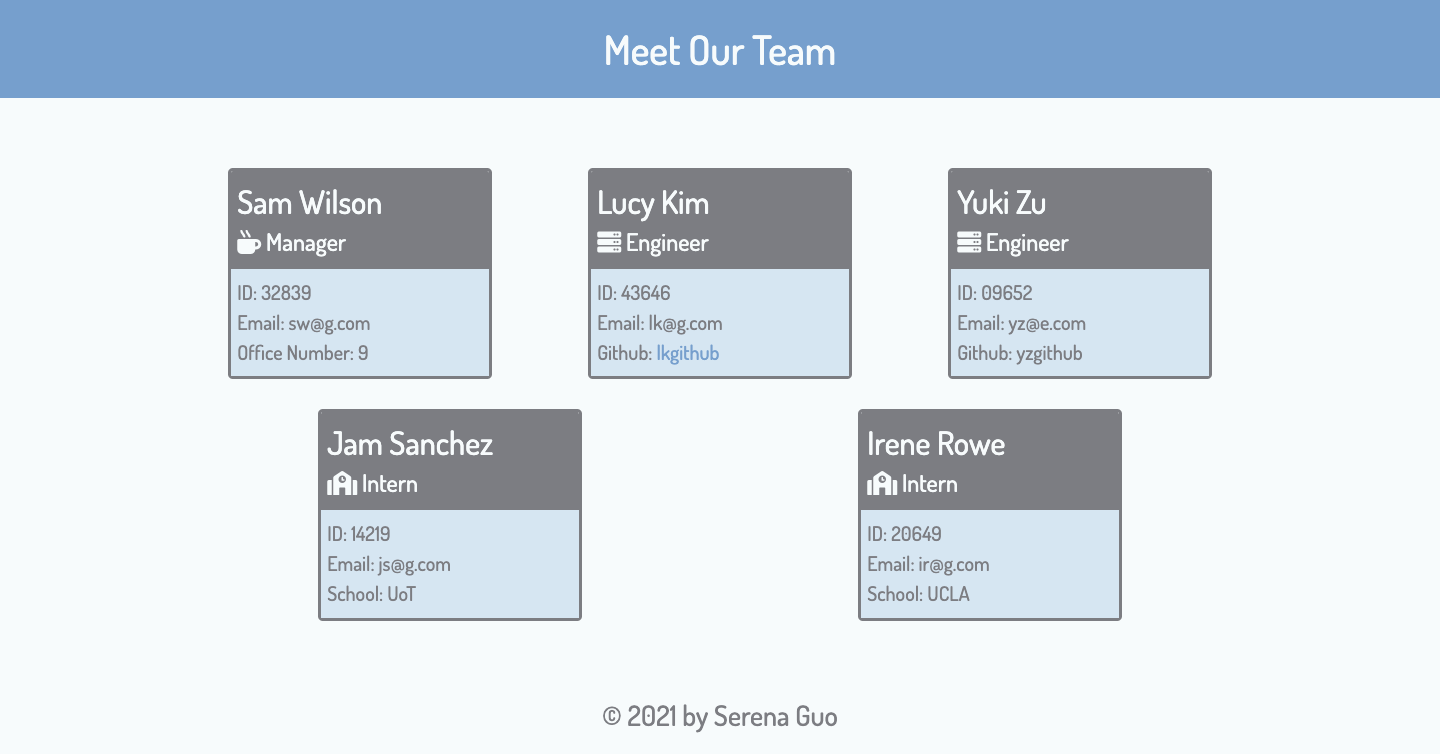 Meet Our Team
Sam Wilson
Manager
ID: 32839
Email: sw@g.com
Office Number: 9
Lucy Kim
Engineer
ID: 43646
Email: lk@g.com
Github: lkgithub
Yuki Zu
Engineer
ID: 09652
Email: yz@e.com
Github: yzgithub
Jam Sanchez
Intern
ID: 14219
Email: js@g.com
School: UoT
Irene Rowe
Intern
ID: 20649
Email: ir@g.com
School: UCLA
© 2021 by Serena Guo